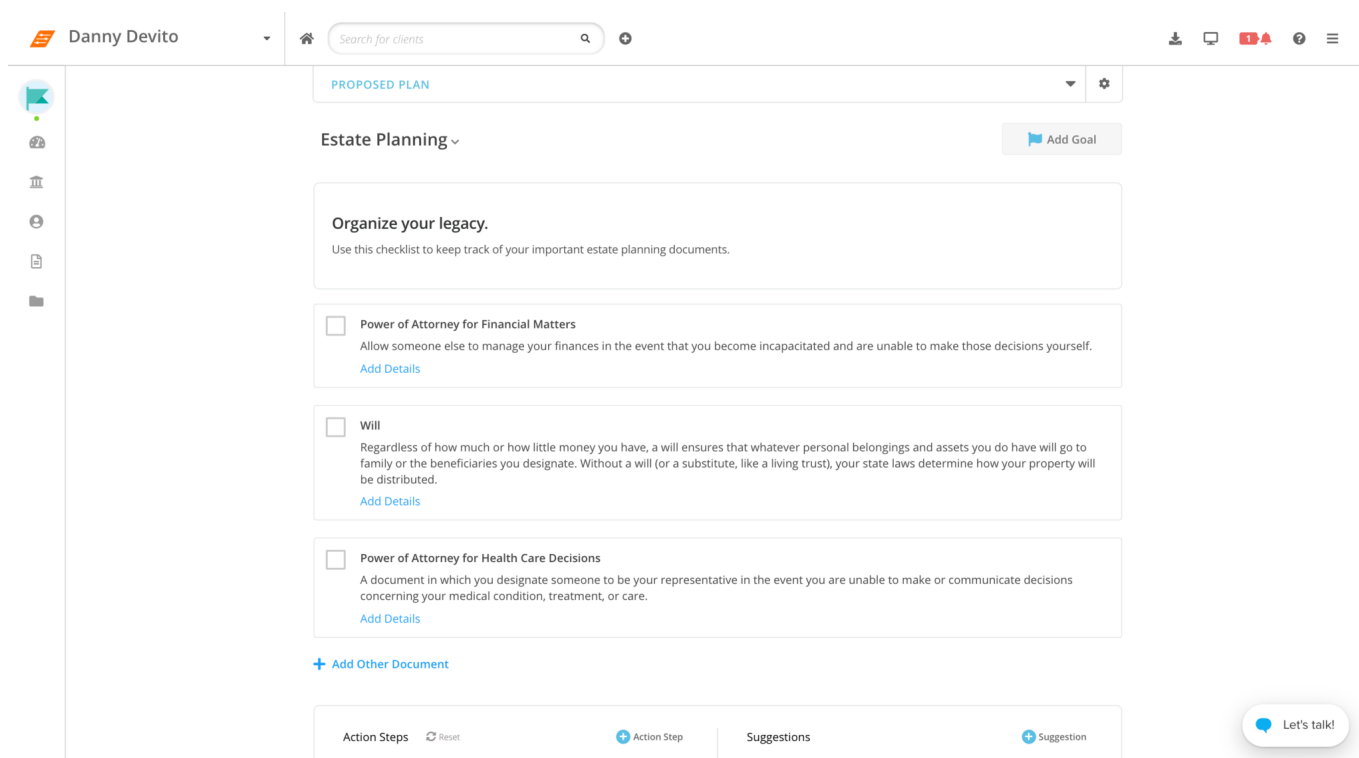 Danny Devito
Search for clients
1
PROPOSED PLAN
Estate Planning
Add Goal
Organize your legacy.
Use this checklist to keep track of your important estate planning documents.
Power of Attorney for Financial Matters
Allow someone else to manage your finances in the event that you become incapacitated and are unable to make those decisions yourself.
Add Details
Will
Regardless of how much or how little money you have, a will ensures that whatever personal belongings and assets you do have will go to
family or the beneficiaries you designate. Without a will (or a substitute, like a living trust), your state laws determine how your property will
be distributed.
Add Details
Power of Attorney for Health Care Decisions
A document in which you designate someone to be your representative in the event you are unable to make or communicate decisions
concerning your medical condition, treatment, or care.
Add Details
Add Other Document
Action Steps Reset Action Step
Suggestions Suggestion
Let's talk!